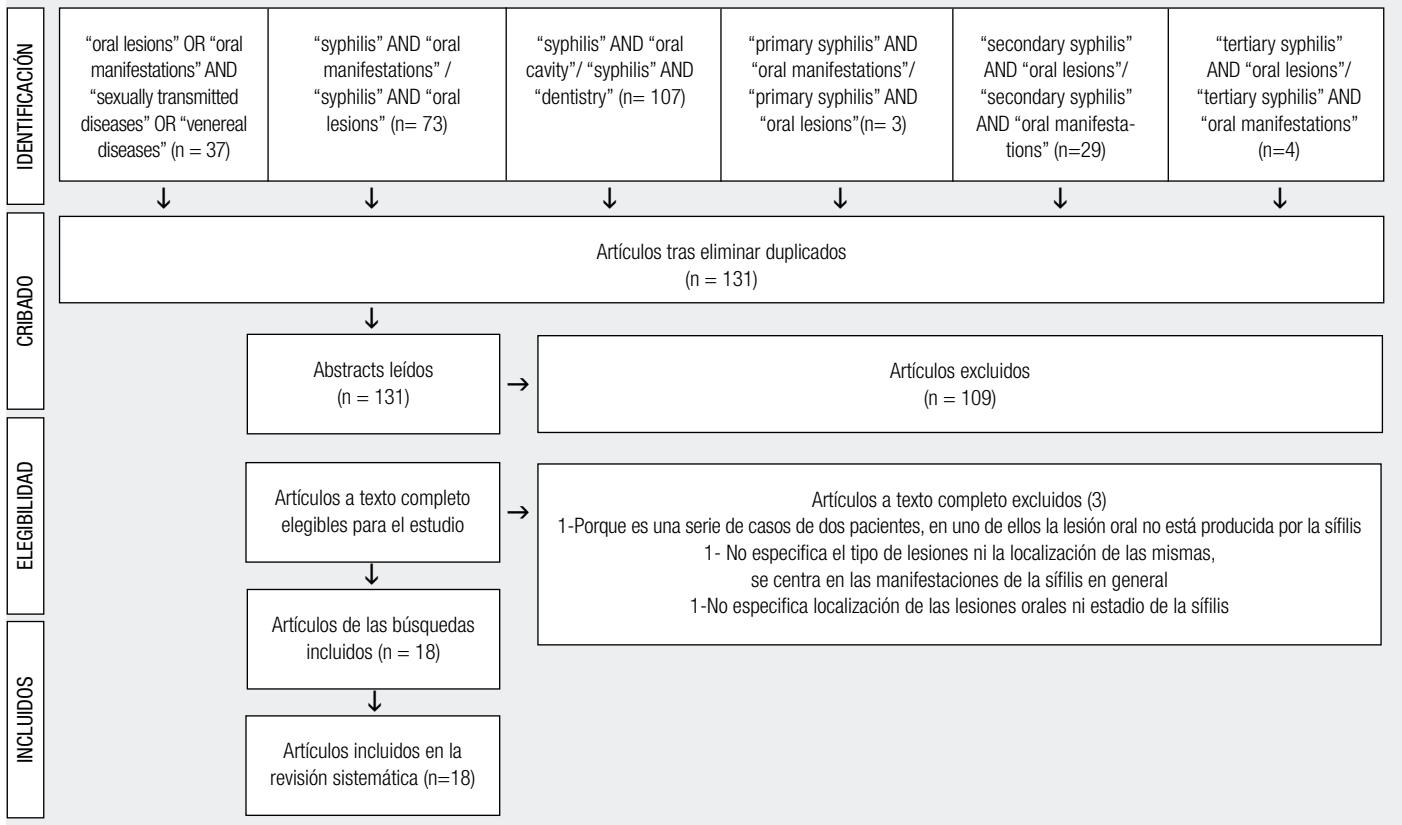 IDENTIFICACIÓN
“oral lesions” OR “oral
manifestations” AND
“sexually transmitted
diseases” OR “venereal
diseases” (n = 37)
“syphilis” AND “oral
manifestations” /
“syphilis” AND “oral
lesions” (n= 73)
“syphilis” AND “oral
cavity”/ “syphilis” AND
“dentistry” (n= 107)
“primary syphilis” AND
“oral manifestations”/
“primary syphilis” AND
“oral lesions”(n= 3)
“secondary syphilis”
AND “oral lesions”/
“secondary syphilis”
AND “oral manifesta-
tions” (n=29)
“tertiary syphilis”
AND “oral lesions”/
“tertiary syphilis” AND
“oral manifestations”
(n=4)
CRIBADO
Artículos tras eliminar duplicados
(n = 131)
Abstracts leídos
(n = 131)
Artículos excluidos
(n = 109)
ELEGIBILIDAD
Artículos a texto completo
elegibles para el estudio
Artículos a texto completo excluidos (3)
1-Porque es una serie de casos de dos pacientes, en uno de ellos la lesión oral no está producida por la sífilis
1- No especifica el tipo de lesiones ni la localización de las mismas,
se centra en las manifestaciones de la sífilis en general
1-No especifica localización de las lesiones orales ni estadio de la sífilis
Artículos de las búsquedas
incluidos (n = 18)
INCLUIDOS
Artículos incluidos en la
revisión sistemática (n=18)